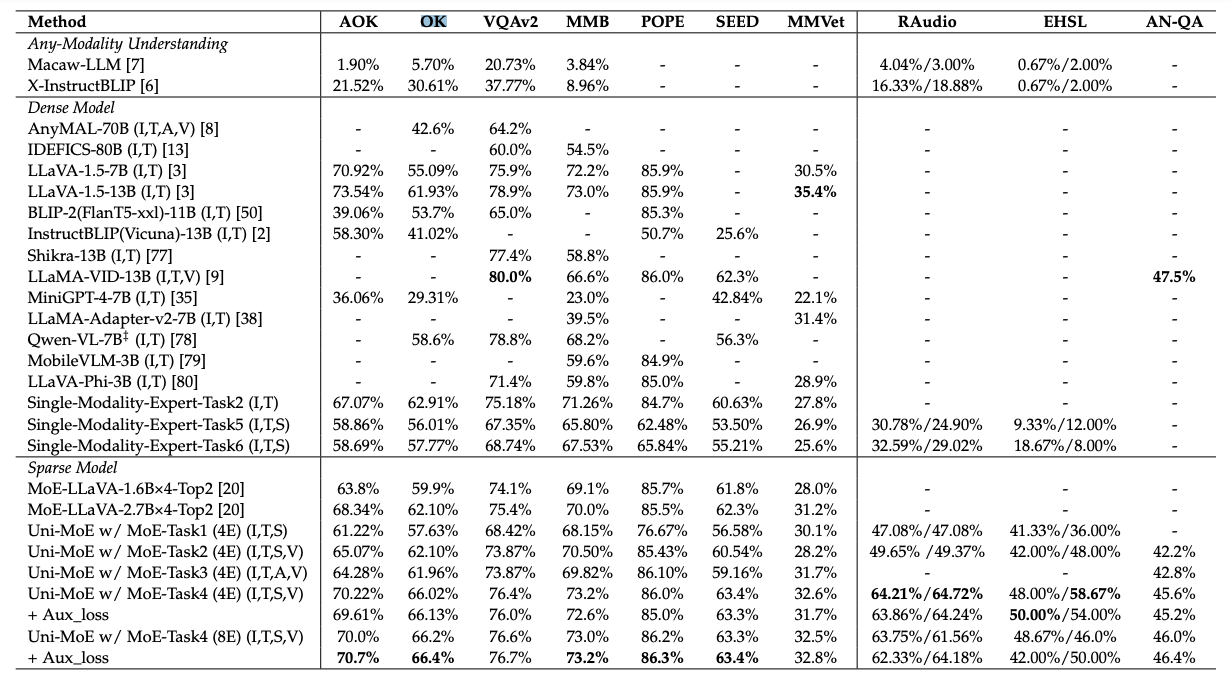 Method AOK OK VQAv2 MMB POPE SEED MMVet RAudio EHSL AN-QA
Any-Modality Understanding
Macaw-LLM [7] 1.90% 5.70% 20.73% 3.84% - - - 4.04%/3.00% 0.67%/2.00% -
X-InstructBLIP [6] 21.52% 30.61% 37.77% 8.96% - - - 16.33%/18.88% 0.67%/2.00% -
Dense Model
AnyMAL-70B (I,T,A,V) [8] - 42.6% 64.2% - - - - - - -
IDEFICS-80B (I,T) [13] - - 60.0% 54.5% - - - - - -
LLaVA-1.5-7B (I,T) [3] 70.92% 55.09% 75.9% 72.2% 85.9% - 30.5% - - -
LLaVA-1.5-13B (I,T) [3] 73.54% 61.93% 78.9% 73.0% 85.9% - 35.4% - - -
BLIP-2(FlanT5-xxl)-11B (I,T) [50] 39.06% 53.7% 65.0% - 85.3% - - - - -
InstructBLIP(Vicuna)-13B (I,T) [2] 58.30% 41.02% - - 50.7% 25.6% - - - -
Shikra-13B (I,T) [77] - - 77.4% 58.8% - - - - - -
LLaMA-VID-13B (I,T,V) [9] - - 80.0% 66.6% 86.0% 62.3% - - - 47.5%
MiniGPT-4-7B (I,T) [35] 36.06% 29.31% - 23.0% - 42.84% 22.1% - - -
LLaMA-Adapter-v2-7B (I,T) [38] - - - 39.5% - - 31.4% - - -
Qwen-VL-7B‡ (I,T) [78] - 58.6% 78.8% 68.2% - 56.3% - - - -
MobileVLM-3B (I,T) [79] - - - 59.6% 84.9% - - - - -
LLaVA-Phi-3B (I,T) [80] - - 71.4% 59.8% 85.0% - 28.9% - - -
Single-Modality-Expert-Task2 (I,T) 67.07% 62.91% 75.18% 71.26% 84.7% 60.63% 27.8% - - -
Single-Modality-Expert-Task5 (I,T,S) 58.86% 56.01% 67.35% 65.80% 62.48% 53.50% 26.9% 30.78%/24.90% 9.33%/12.00% -
Single-Modality-Expert-Task6 (I,T,S) 58.69% 57.77% 68.74% 67.53% 65.84% 55.21% 25.6% 32.59%/29.02% 18.67%/8.00% -
Sparse Model
MoE-LLaVA-1.6B×4-Top2 [20] 63.8% 59.9% 74.1% 69.1% 85.7% 61.8% 28.0% - - -
MoE-LLaVA-2.7B×4-Top2 [20] 68.34% 62.10% 75.4% 70.0% 85.5% 62.3% 31.2% - - -
Uni-MoE w/ MoE-Task1 (4E) (I,T,S) 61.22% 57.63% 68.42% 68.15% 76.67% 56.58% 30.1% 47.08%/47.08% 41.33%/36.00% -
Uni-MoE w/ MoE-Task2 (4E) (I,T,S,V) 65.07% 62.10% 73.87% 70.50% 85.43% 60.54% 28.2% 49.65% /49.37% 42.00%/48.00% 42.2%
Uni-MoE w/ MoE-Task3 (4E) (I,T,A,V) 64.28% 61.96% 73.87% 69.82% 86.10% 59.16% 31.7% - - 42.8%
Uni-MoE w/ MoE-Task4 (4E) (I,T,S,V) 70.22% 66.02% 76.4% 73.2% 86.0% 63.4% 32.6% 64.21%/64.72% 48.00%/58.67% 45.6%
+ Aux_loss 69.61% 66.13% 76.0% 72.6% 85.0% 63.3% 31.7% 63.86%/64.24% 50.00%/54.00% 45.2%
Uni-MoE w/ MoE-Task4 (8E) (I,T,S,V) 70.0% 66.2% 76.6% 73.0% 86.2% 63.3% 32.5% 63.75%/61.56% 48.67%/46.0% 46.0%
+ Aux_loss 70.7% 66.4% 76.7% 73.2% 86.3% 63.4% 32.8% 62.33%/64.18% 42.00%/50.00% 46.4%